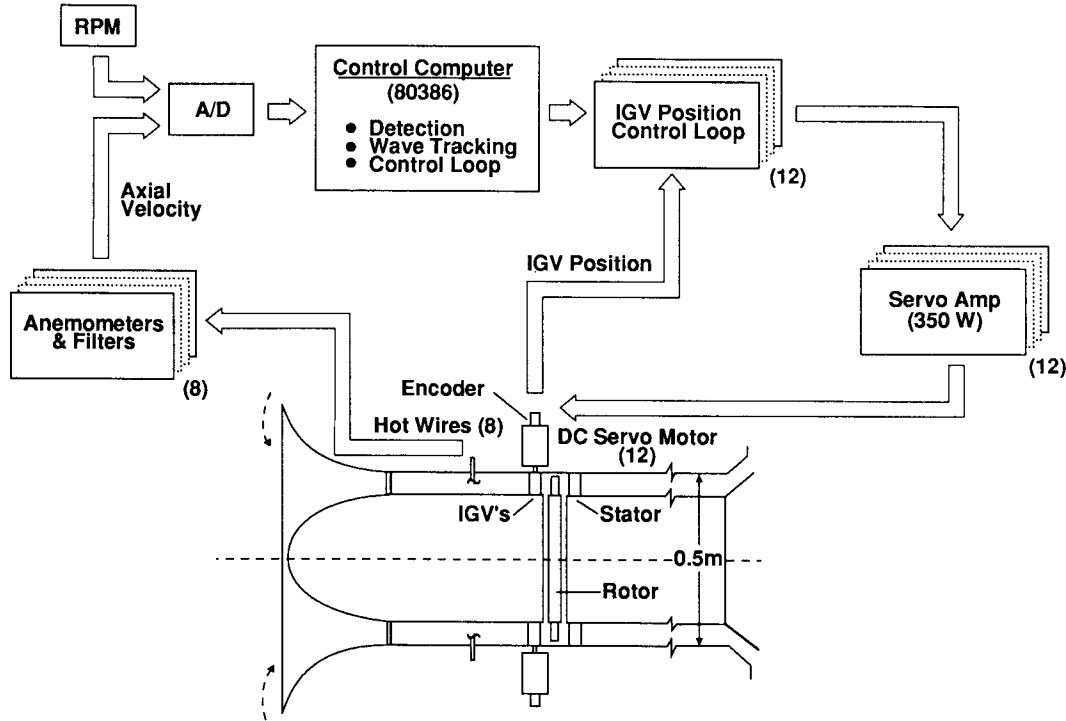 RPM
A/D
Control Computer
(80386)
● Detection
● Wave Tracking
● Control Loop
IGV Position
Control Loop
(12)
Axial
Velocity
IGV Position
Servo Amp
(350 W)
(12)
Anemometers
& Filters
(8)
Encoder
Hot Wires (8)
DC Servo Motor
(12)
IGV's
Stator
0.5m
Rotor